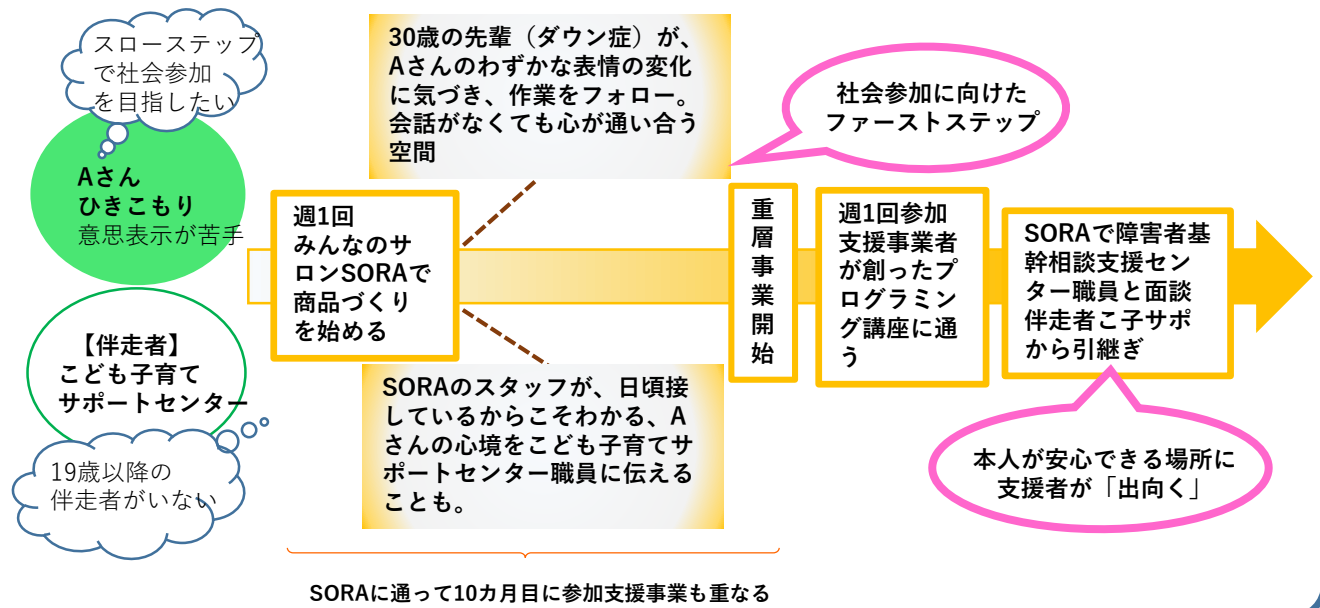 スローステップ
で社会参加
を目指したい
Aさん
ひきこもり
意思表示が苦手
【伴走者】
こども子育て
サポートセンター
19歳以降の
伴走者がいない
30歳の先輩（ダウン症）が、
Aさんのわずかな表情の変化
に気づき、作業をフォロー。
会話がなくても心が通い合う
空間
週1回
みんなのサ
ロンSORAで
商品づくり
を始める
SORAのスタッフが、日頃接
しているからこそわかる、A
さんの心境をこども子育てサ
ポートセンター職員に伝える
ことも。
社会参加に向けた
ファーストステップ
重層事業開始
週1回参加
支援事業者
が創ったプ
ログラミン
グ講座に通
う
SORAで障害者基
幹相談支援セン
ター職員と面談
伴走者こ子サポ
から引継ぎ
本人が安心できる場所に
支援者が「出向く」
SORAに通って10カ月目に参加支援事業も重なる